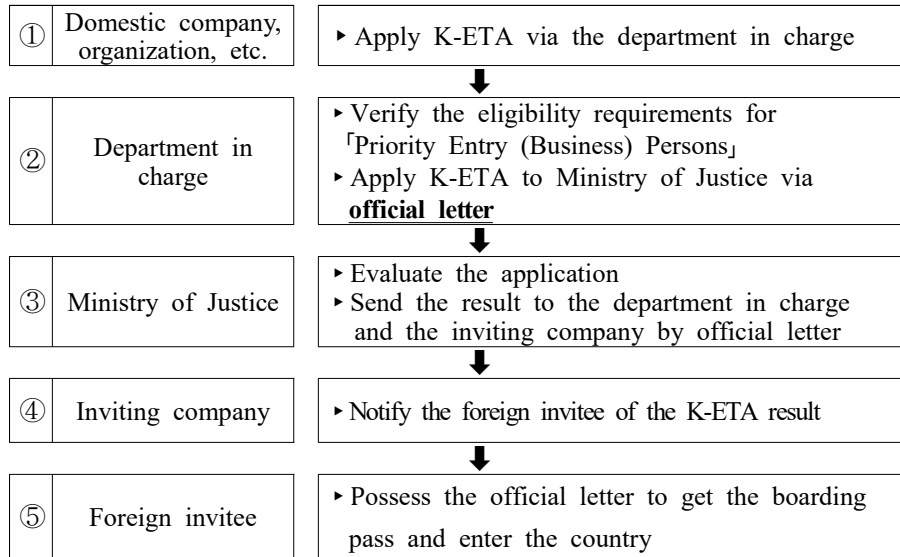 ① Domestic company, organization, etc.
‣ Apply K-ETA via the department in charge
② Department in charge
‣ Verify the eligibility requirements for
「Priority Entry (Business) Persons」
‣ Apply K-ETA to Ministry of Justice via
official letter
③ Ministry of Justice
‣ Evaluate the application
‣ Send the result to the department in charge
and the inviting company by official letter
④ Inviting company
‣ Notify the foreign invitee of the K-ETA result
⑤ Foreign invitee
‣ Possess the official letter to get the boarding
pass and enter the country